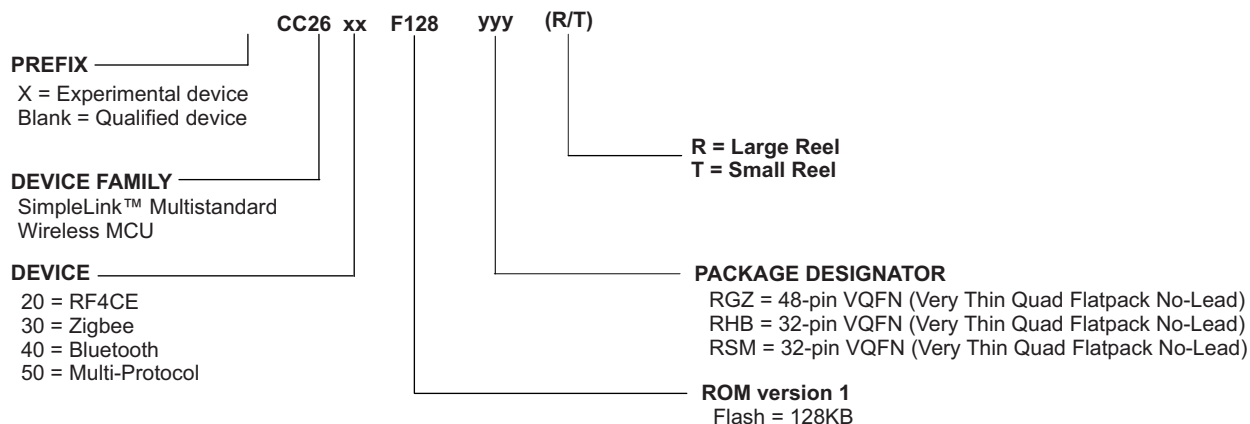 CC26 xx F128 yyy (R/T)
PREFIX
X = Experimental device
Blank = Qualified device
R = Large Reel
T = Small Reel
DEVICE FAMILY
SimpleLink™ Multistandard
Wireless MCU
DEVICE
20 = RF4CE
30 = Zigbee
40 = Bluetooth
50 = Multi-Protocol
PACKAGE DESIGNATOR
RGZ = 48-pin VQFN (Very Thin Quad Flatpack No-Lead)
RHB = 32-pin VQFN (Very Thin Quad Flatpack No-Lead)
RSM = 32-pin VQFN (Very Thin Quad Flatpack No-Lead)
ROM version 1
Flash = 128KB